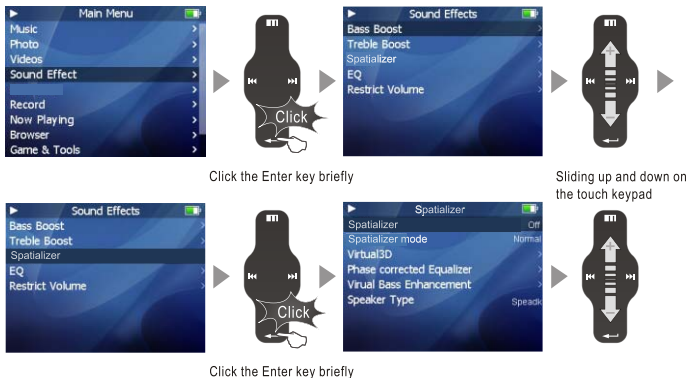 Main Menu
Music
Photo
Videos
Sound Effect
Record
Now Playing
Browser
Game & Tools
Click
Sound Effects
Bass Boost
Treble Boost
Spatializer
EQ
Restrict Volume
Click the Enter key briefly
Sliding up and down on
the touch keypad
Sound Effects
Bass Boost
Treble Boost
Spatializer
EQ
Restrict Volume
Click
Spatializer
Spatializer Off
Spatializer mode Normal
Virtual3D
Phase corrected Equalizer
Virual Bass Enhancement
Speaker Type Speadk
Click the Enter key briefly